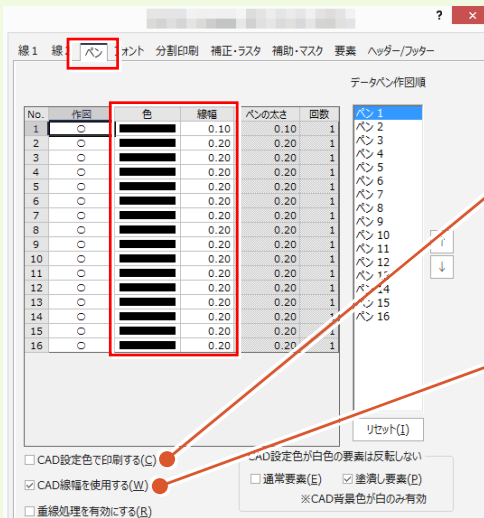 ? ×
線1 線 ペン フォント 分割印刷 補正・ラスタ 補助・マスク 要素 ヘッダー/フッター
データペン作図順
No. 作図 色 線幅 ペンの太さ 回数
1 ○ 0.10 0.10 1
2 ○ 0.20 0.20 1
3 ○ 0.20 0.20 1
4 ○ 0.20 0.20 1
5 ○ 0.20 0.20 1
6 ○ 0.20 0.20 1
7 ○ 0.20 0.20 1
8 ○ 0.20 0.20 1
9 ○ 0.20 0.20 1
10 ○ 0.20 0.20 1
11 ○ 0.20 0.20 1
12 ○ 0.20 0.20 1
13 ○ 0.20 0.20 1
14 ○ 0.20 0.20 1
15 ○ 0.20 0.20 1
16 ○ 0.20 0.20 1
ペン 1
ペン 2
ペン 3
ペン 4
ペン 5
ペン 6
ペン 7
ペン 8
ペン 9
ペン 10
ペン 11
ペン 12
ペン 13
ペン 14
ペン 15
ペン 16
↑
↓
リセット(I)
CAD設定色で印刷する(C)
CAD線幅を使用する(W)
重線処理を有効にする(R)
CAD設定色が白色の要素は反転しない
通常要素(E) 塗潰し要素(P)
※CAD背景色が白のみ有効